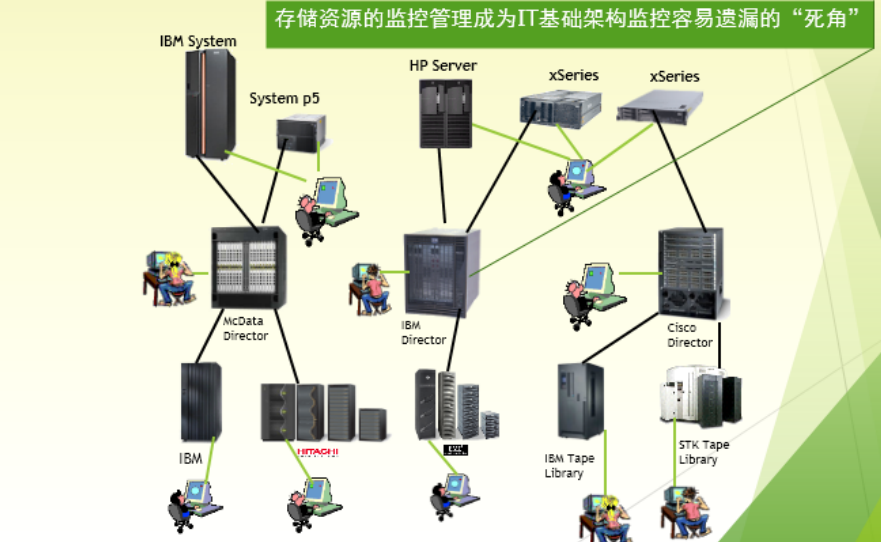 存储资源的监控管理成为IT基础架构监控容易遗漏的“死角”
IBM System
System p5
HP Server
xSeries
xSeries
McData
Director
IBM
Director
Cisco
Director
IBM
HITACHI
IBM Tape
Library
STK Tape
Library